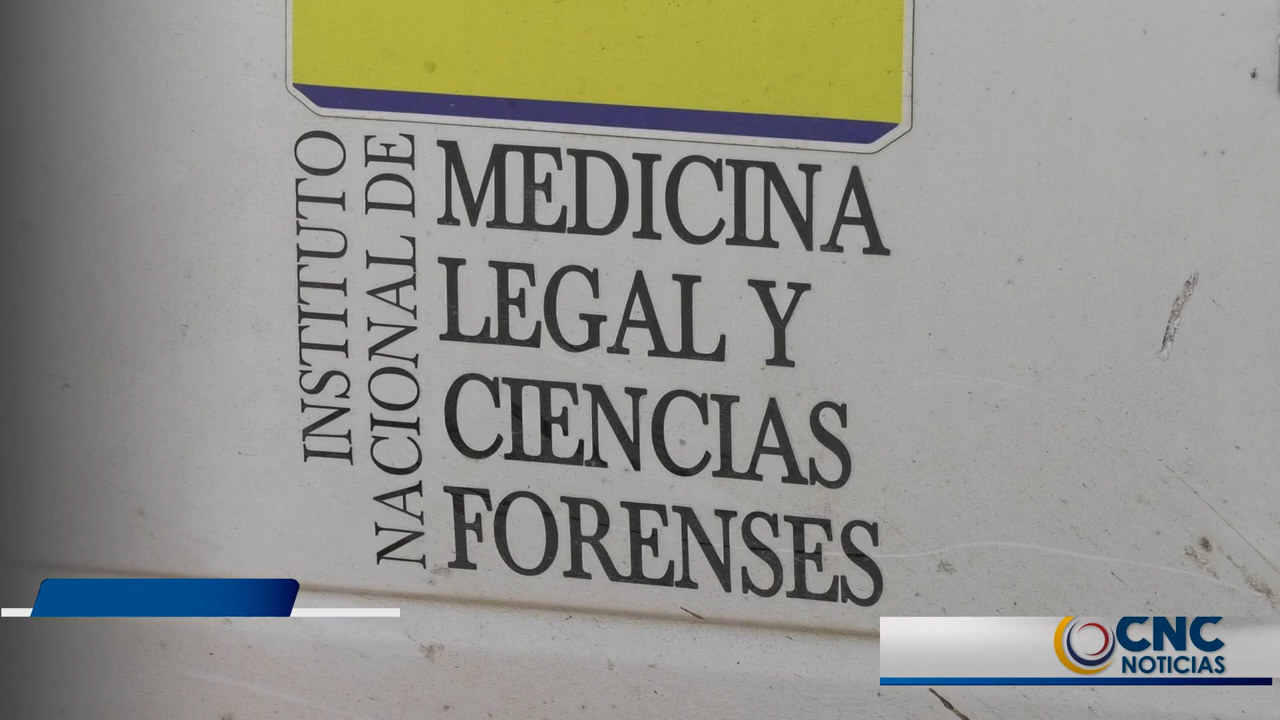 INSTITUTO
NACIONAL DE
MEDICINA
LEGAL Y
CIENCIAS
FORENSES
CNC
NOTICIAS